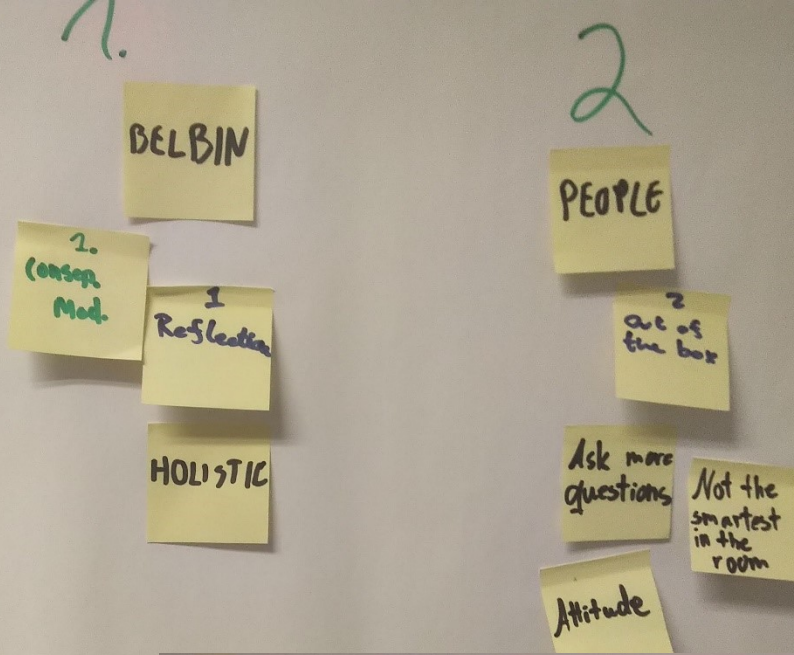 1.
BELBIN
1.
Consep.
Mod.
1
Reflection
HOLISTIC
2
PEOPLE
2
Out of
the box
Ask more
questions
Not the
smartest
in the
room
Attitude